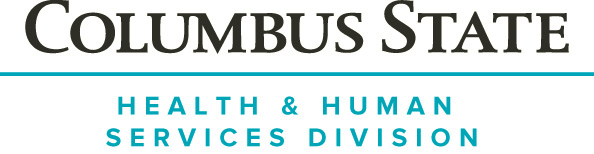 COLUMBUS STATE
HEALTH & HUMAN
SERVICES DIVISION